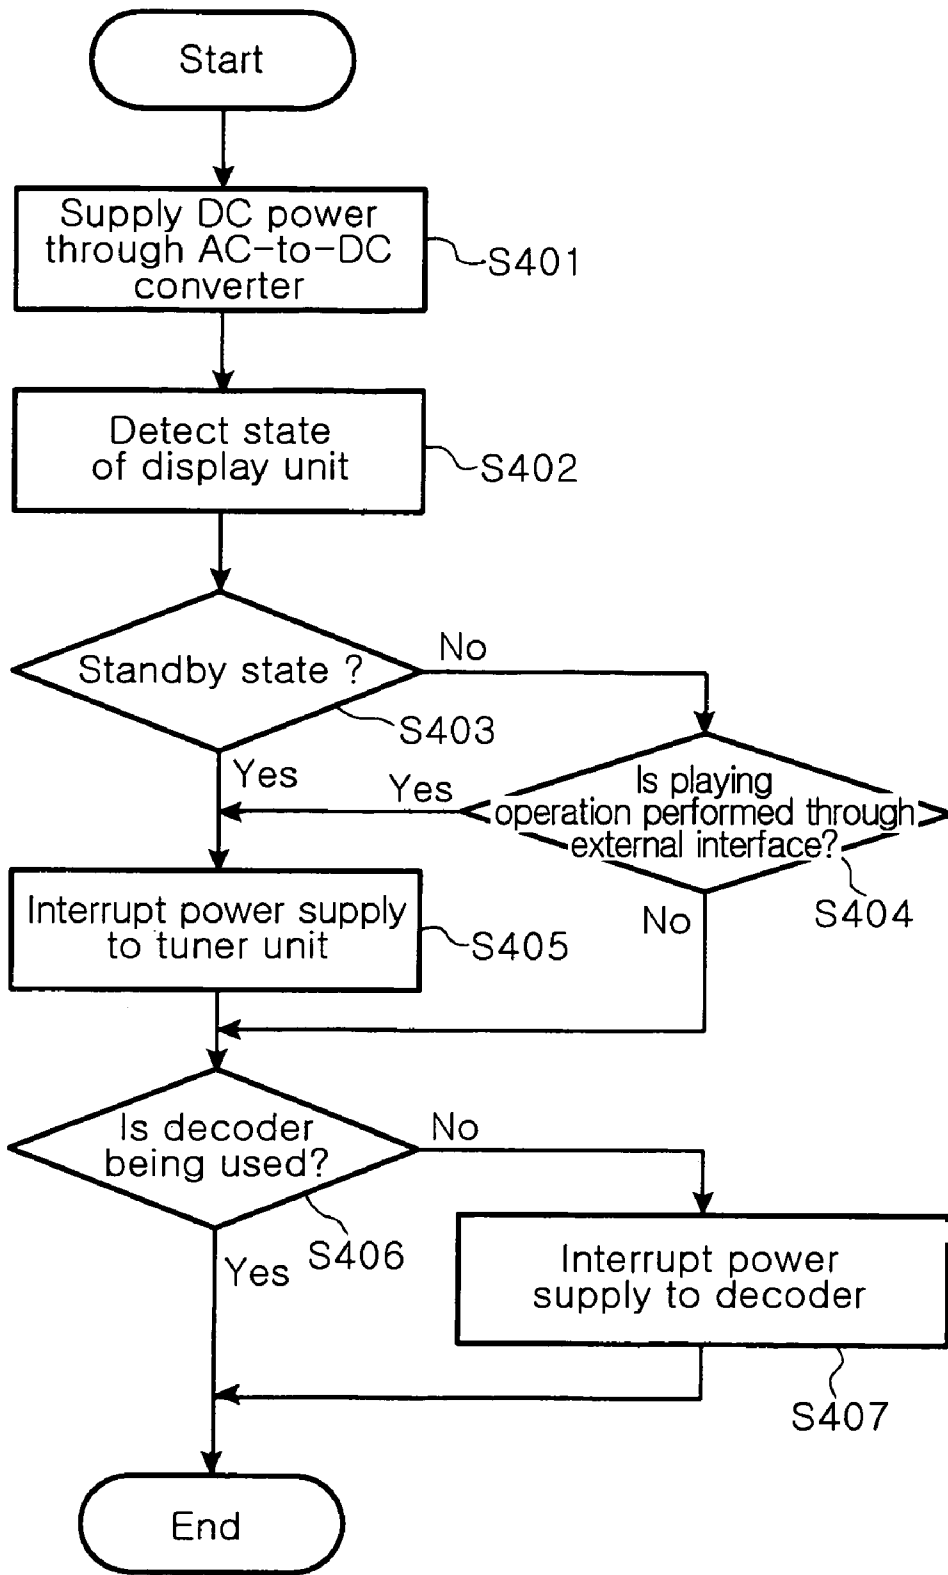 Start
Supply DC power
through AC-to-DC
converter
S401
Detect state
of display unit
S402
Standby state ?
No
S403
Yes
Is playing
operation performed through
external interface?
Yes
S404
No
Interrupt power supply
to tuner unit
S405
Is decoder
being used?
No
S406
Yes
Interrupt power
supply to decoder
S407
End